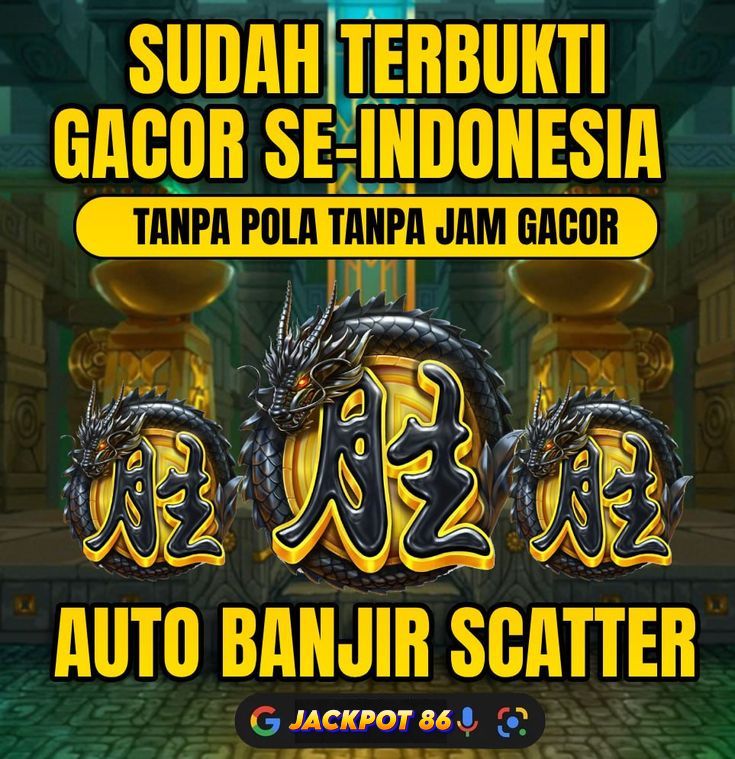 SUDAH TERBUKTI
GACOR SE-INDONESIA
TANPA POLA TANPA JAM GACOR
胜 胜 胜
AUTO BANJIR SCATTER
G JACKPOT 86